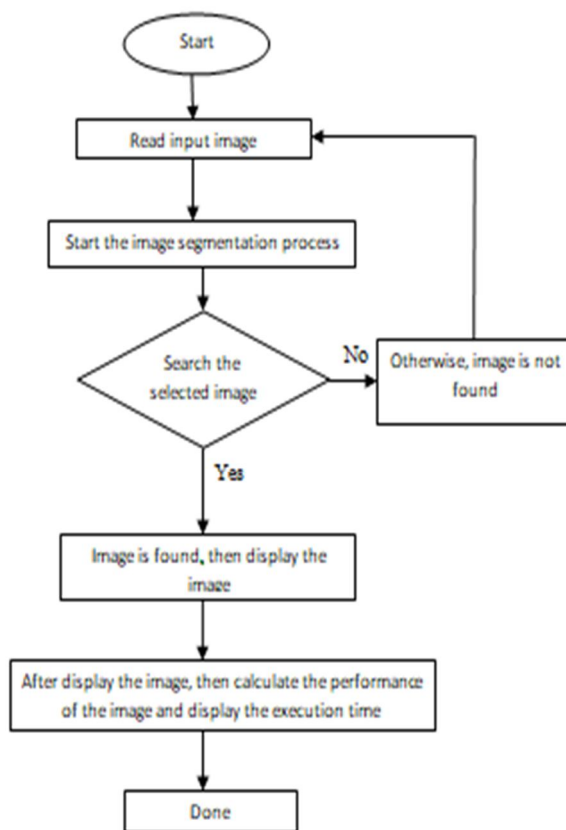 Start
Read input image
Start the image segmentation process
Search the
selected image
No
Otherwise, image is not
found
Yes
Image is found, then display the
image
After display the image, then calculate the performance
of the image and display the execution time
Done